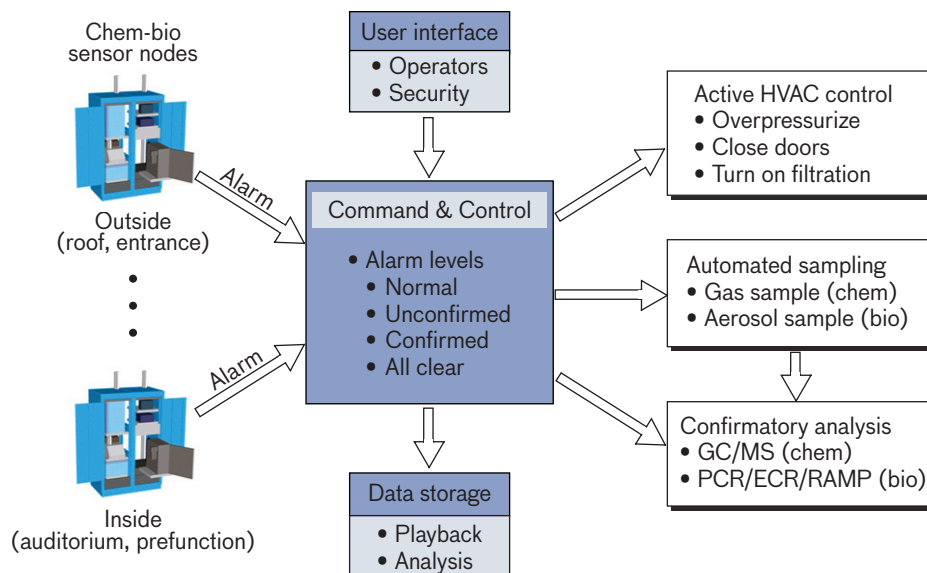 Chem-bio
sensor nodes
Alarm
Outside
(roof, entrance)
Alarm
Inside
(auditorium, prefunction)
User interface
• Operators
• Security
Command & Control
• Alarm levels
• Normal
• Unconfirmed
• Confirmed
• All clear
Data storage
• Playback
• Analysis
Active HVAC control
• Overpressurize
• Close doors
• Turn on filtration
Automated sampling
• Gas sample (chem)
• Aerosol sample (bio)
Confirmatory analysis
• GC/MS (chem)
• PCR/ECR/RAMP (bio)